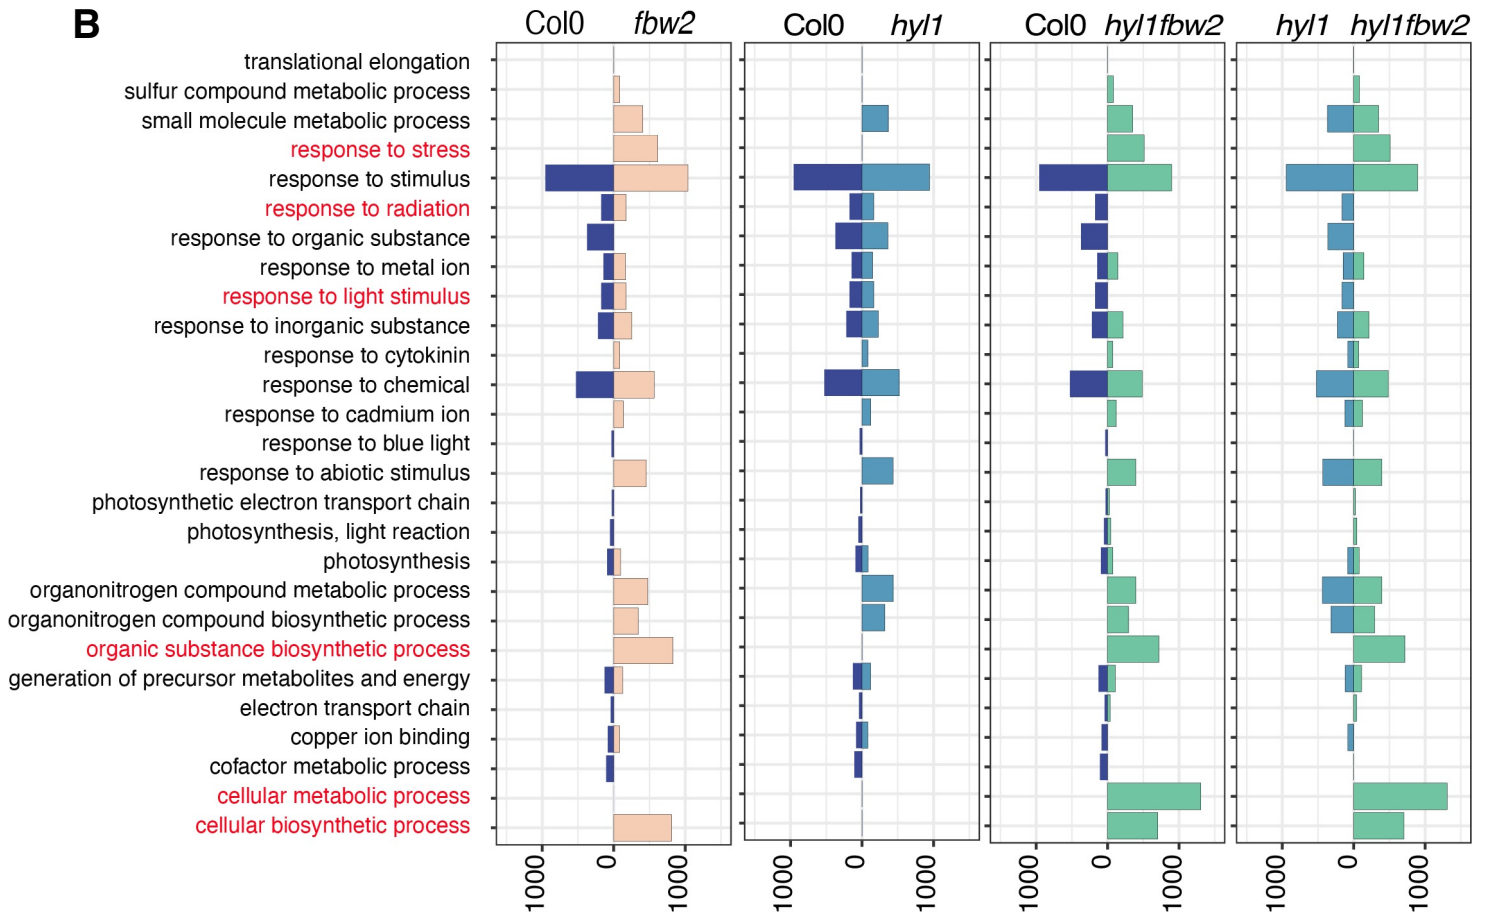 B
Col0 fbw2 Col0 hyl1 Col0 hyl1fbw2 hyl1 hyl1fbw2
translational elongation
sulfur compound metabolic process
small molecule metabolic process
response to stress
response to stimulus
response to radiation
response to organic substance
response to metal ion
response to light stimulus
response to inorganic substance
response to cytokinin
response to chemical
response to cadmium ion
response to blue light
response to abiotic stimulus
photosynthetic electron transport chain
photosynthesis, light reaction
photosynthesis
organonitrogen compound metabolic process
organonitrogen compound biosynthetic process
organic substance biosynthetic process
generation of precursor metabolites and energy
electron transport chain
copper ion binding
cofactor metabolic process
cellular metabolic process
cellular biosynthetic process
1000 0 1000 1000 0 1000 1000 0 1000 1000 0 1000